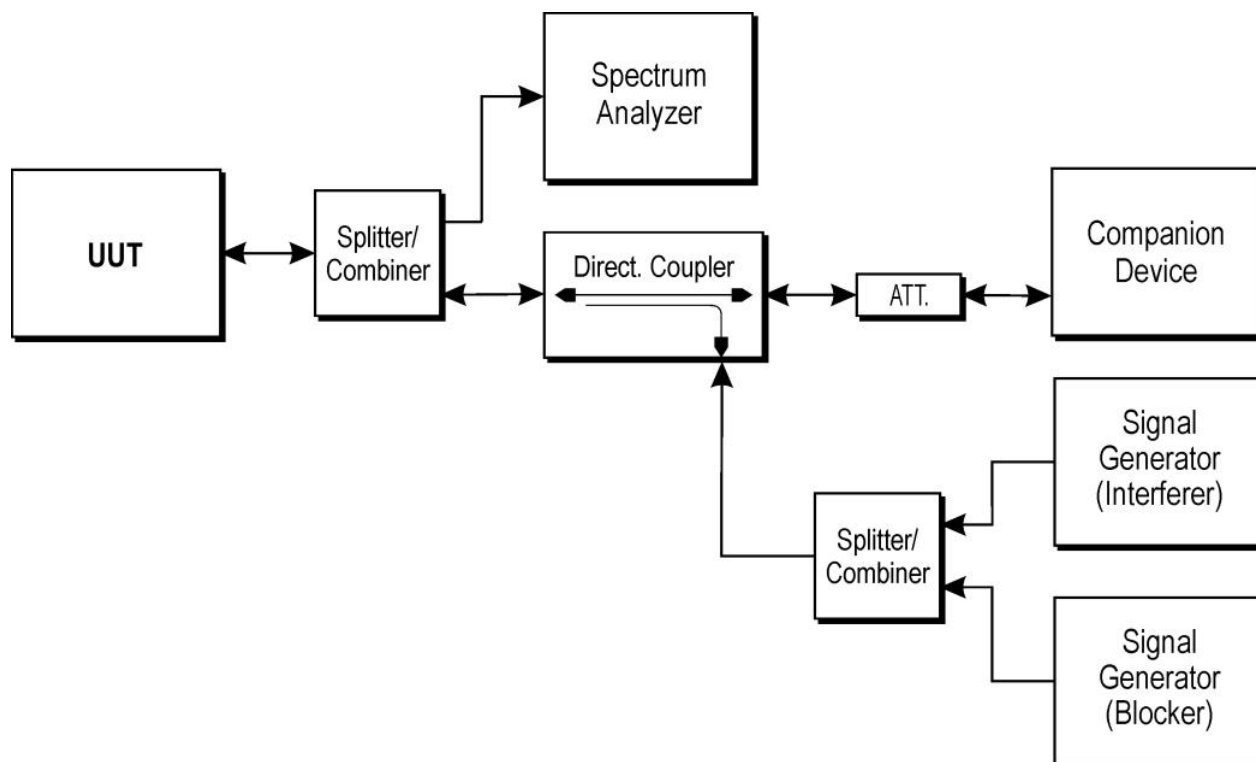 Spectrum
Analyzer
UUT
Splitter/
Combiner
Direct. Coupler
ATT.
Companion
Device
Signal
Generator
(Interferer)
Splitter/
Combiner
Signal
Generator
(Blocker)